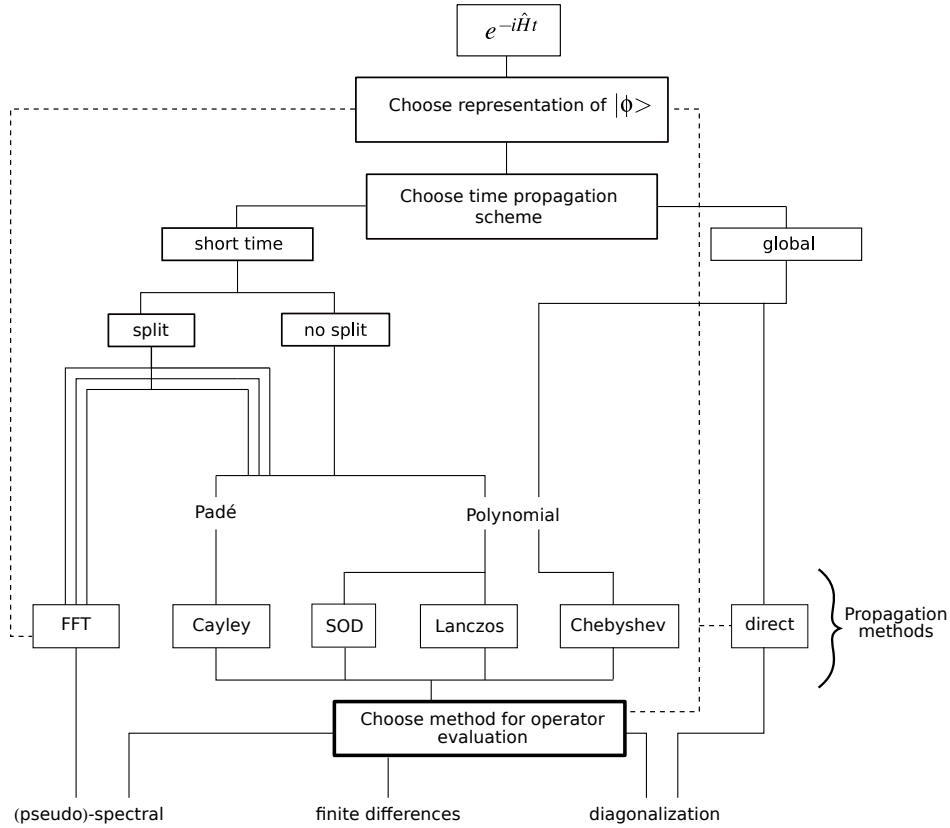 e^{-iĤt}
Choose representation of |ϕ>
Choose time propagation
scheme
short time
global
split
no split
Padé
Polynomial
FFT
Cayley
SOD
Lanczos
Chebyshev
direct
Propagation
methods
Choose method for operator
evaluation
(pseudo)-spectral
finite differences
diagonalization